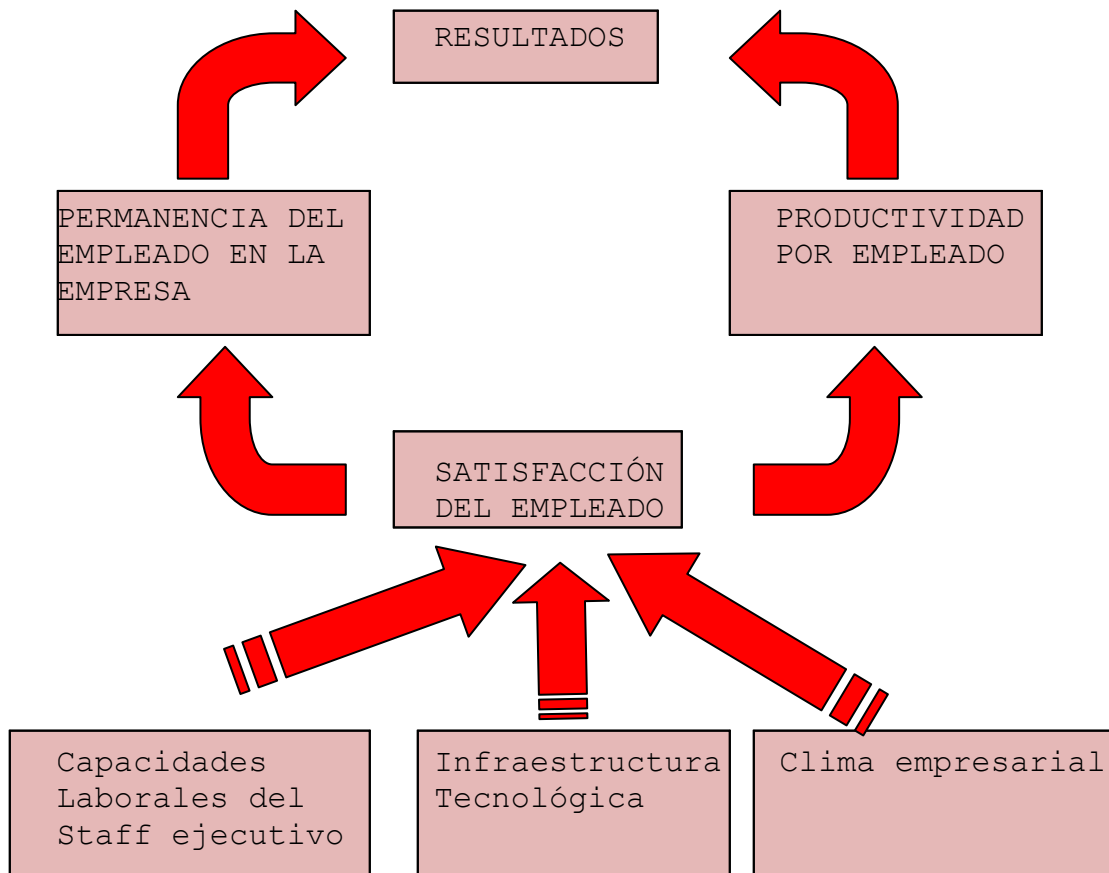 RESULTADOS
PERMANENCIA DEL
EMPLEADO EN LA
EMPRESA
PRODUCTIVIDAD
POR EMPLEADO
SATISFACCIÓN
DEL EMPLEADO
Capacidades
Laborales del
Staff ejecutivo
Infraestructura
Tecnológica
Clima empresarial